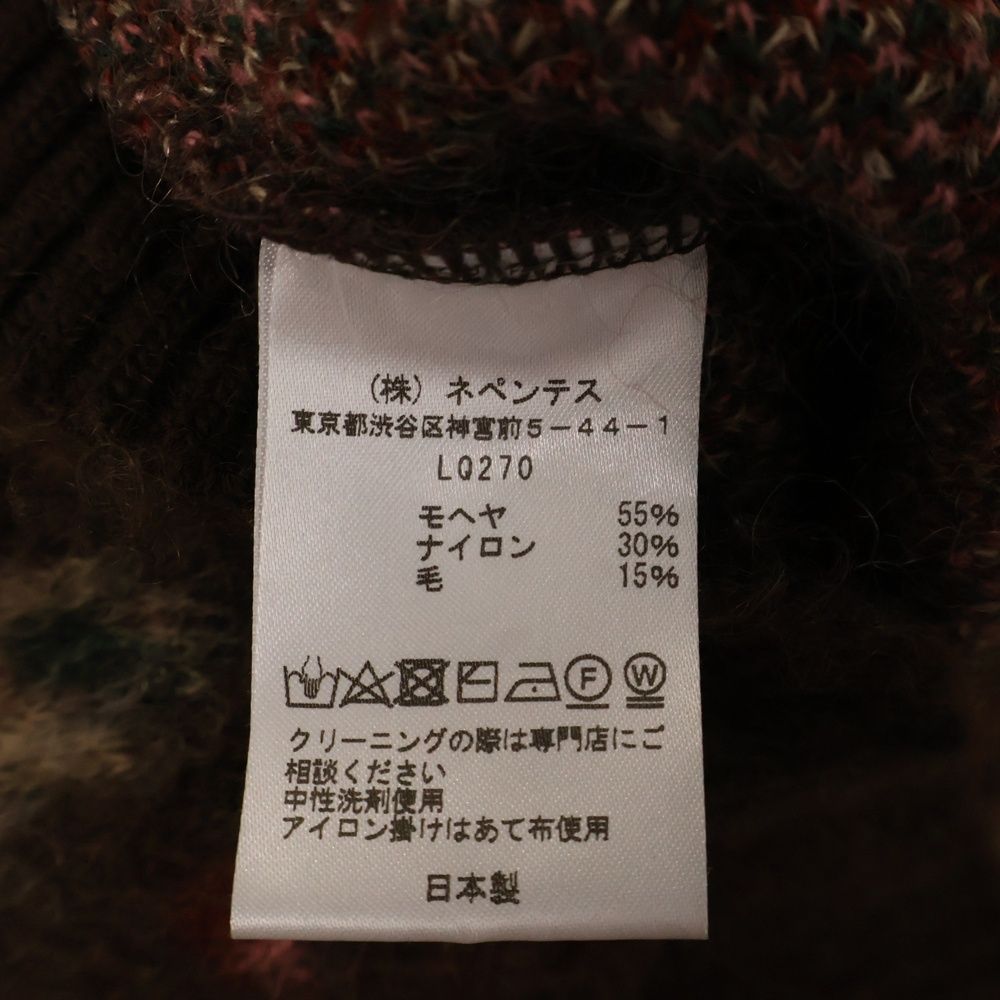 （株）ネペンテス
東京都渋谷区神宮前５－４４－１
LQ270
モヘヤ 55%
ナイロン 30%
毛 15%
F W
クリーニングの際は専門店にご
相談ください
中性洗剤使用
アイロン掛けはあて布使用
日本製